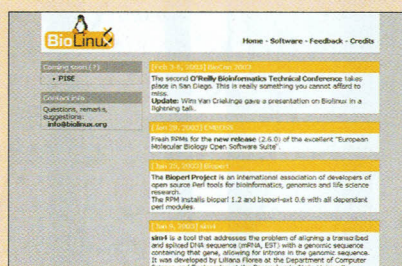 BioLinux
Home - Software - Feedback - Credits
Coming soon (?)
• PISE
Contact info
Questions, remarks,
suggestions:
info@biolinux.org
[Feb 3-6, 2003] BioCon 2003
The second O'Reilly Bioinformatics Technical Conference takes
place in San Diego. This is really something you cannot afford to
miss.
Update: Wim Van Criekinge gave a presentation on Biolinux in a
lightning talk.
[Jan 28, 2003] EMBOSS
Fresh RPMs for the new release (2.6.0) of the excellent "European
Molecular Biology Open Software Suite".
Bioperl
The Bioperl Project is an international association of developers of
open source Perl tools for bioinformatics, genomics and life science
research.
The RPM installs bioperl 1.2 and bioperl-ext 0.6 with all dependant
perl modules.
[Jan 9, 2003] sim4
sim4 is a tool that addresses the problem of aligning a transcribed
and spliced DNA sequence (mRNA, EST) with a genomic sequence
containing that gene, allowing for introns in the genomic sequence.
It was developed by Liliana Florea at the Department of Computer